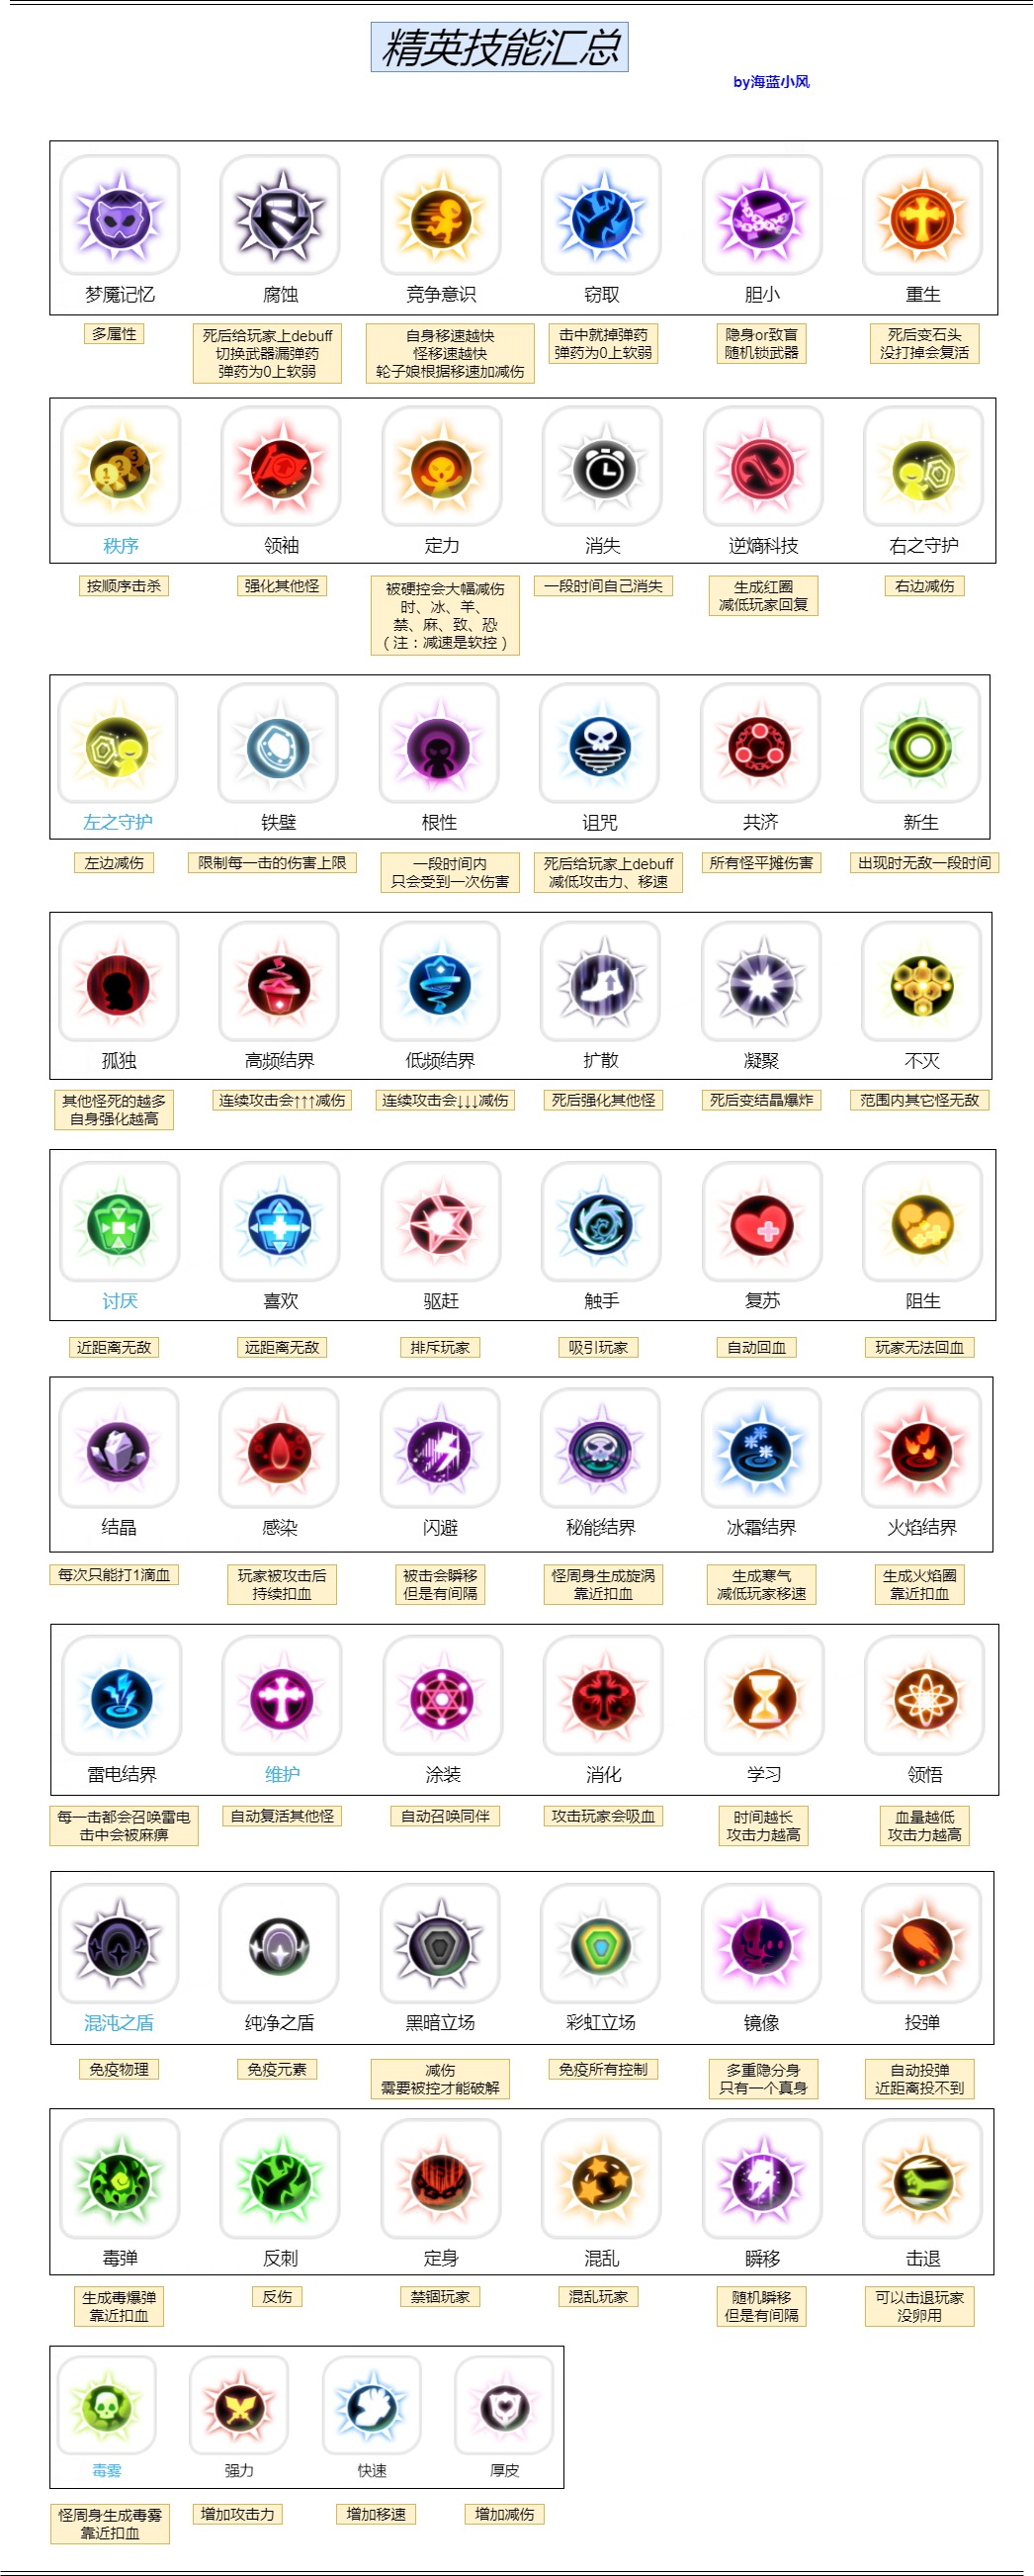 精英技能汇总
by海蓝小风
梦魇记忆 腐蚀 竞争意识 窃取 胆小 重生
多属性
死后给玩家上debuff
切换武器漏弹药
弹药为0上软弱
自身移速越快
怪移速越快
轮子娘根据移速加减伤
击中就掉弹药
弹药为0上软弱
隐身or致盲
随机锁武器
死后变石头
没打掉会复活
秩序 领袖 定力 消失 逆熵科技 右之守护
按顺序击杀
强化其他怪
被硬控会大幅减伤
时、冰、羊、
禁、麻、致、恐
（注：减速是软控）
一段时间自己消失
生成红圈
减低玩家回复
右边减伤
左之守护 铁壁 根性 诅咒 共济 新生
左边减伤
限制每一击的伤害上限
一段时间内
只会受到一次伤害
死后给玩家上debuff
减低攻击力、移速
所有怪平摊伤害
出现时无敌一段时间
孤独 高频结界 低频结界 扩散 凝聚 不灭
其他怪死的越多
自身强化越高
连续攻击会↑↑↑减伤
连续攻击会↓↓↓减伤
死后强化其他怪
死后变结晶爆炸
范围内其它怪无敌
讨厌 喜欢 驱赶 触手 复苏 阻生
近距离无敌
远距离无敌
排斥玩家
吸引玩家
自动回血
玩家无法回血
结晶 感染 闪避 秘能结界 冰霜结界 火焰结界
每次只能打1滴血
玩家被攻击后
持续扣血
被击会瞬移
但是有间隔
怪周身生成旋涡
靠近扣血
生成寒气
减低玩家移速
生成火焰圈
靠近扣血
雷电结界 维护 涂装 消化 学习 领悟
每一击都会召唤雷电
击中会被麻痹
自动复活其他怪
自动召唤同伴
攻击玩家会吸血
时间越长
攻击力越高
血量越低
攻击力越高
混沌之盾 纯净之盾 黑暗立场 彩虹立场 镜像 投弹
免疫物理
免疫元素
减伤
需要被控才能破解
免疫所有控制
多重隐分身
只有一个真身
自动投弹
近距离投不到
毒弹 反刺 定身 混乱 瞬移 击退
生成毒爆弹
靠近扣血
反伤
禁锢玩家
混乱玩家
随机瞬移
但是有间隔
可以击退玩家
没卵用
毒雾 强力 快速 厚皮
怪周身生成毒雾
靠近扣血
增加攻击力
增加移速
增加减伤